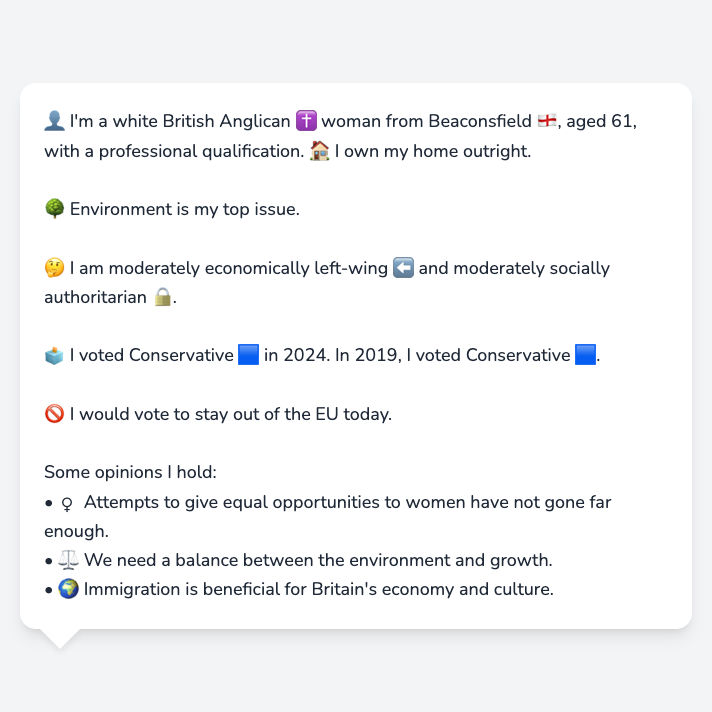 👤 I'm a white British Anglican ✝️ woman from Beaconsfield 🏴󠁧󠁢󠁥󠁮󠁧󠁿, aged 61,
with a professional qualification. 🏠 I own my home outright.
🌳 Environment is my top issue.
🤔 I am moderately economically left-wing ⬅️ and moderately socially
authoritarian 🔒.
🗳️ I voted Conservative 🟦 in 2024. In 2019, I voted Conservative 🟦.
🚫 I would vote to stay out of the EU today.
Some opinions I hold:
• ♀ Attempts to give equal opportunities to women have not gone far
enough.
• ⚖️ We need a balance between the environment and growth.
• 🌍 Immigration is beneficial for Britain's economy and culture.